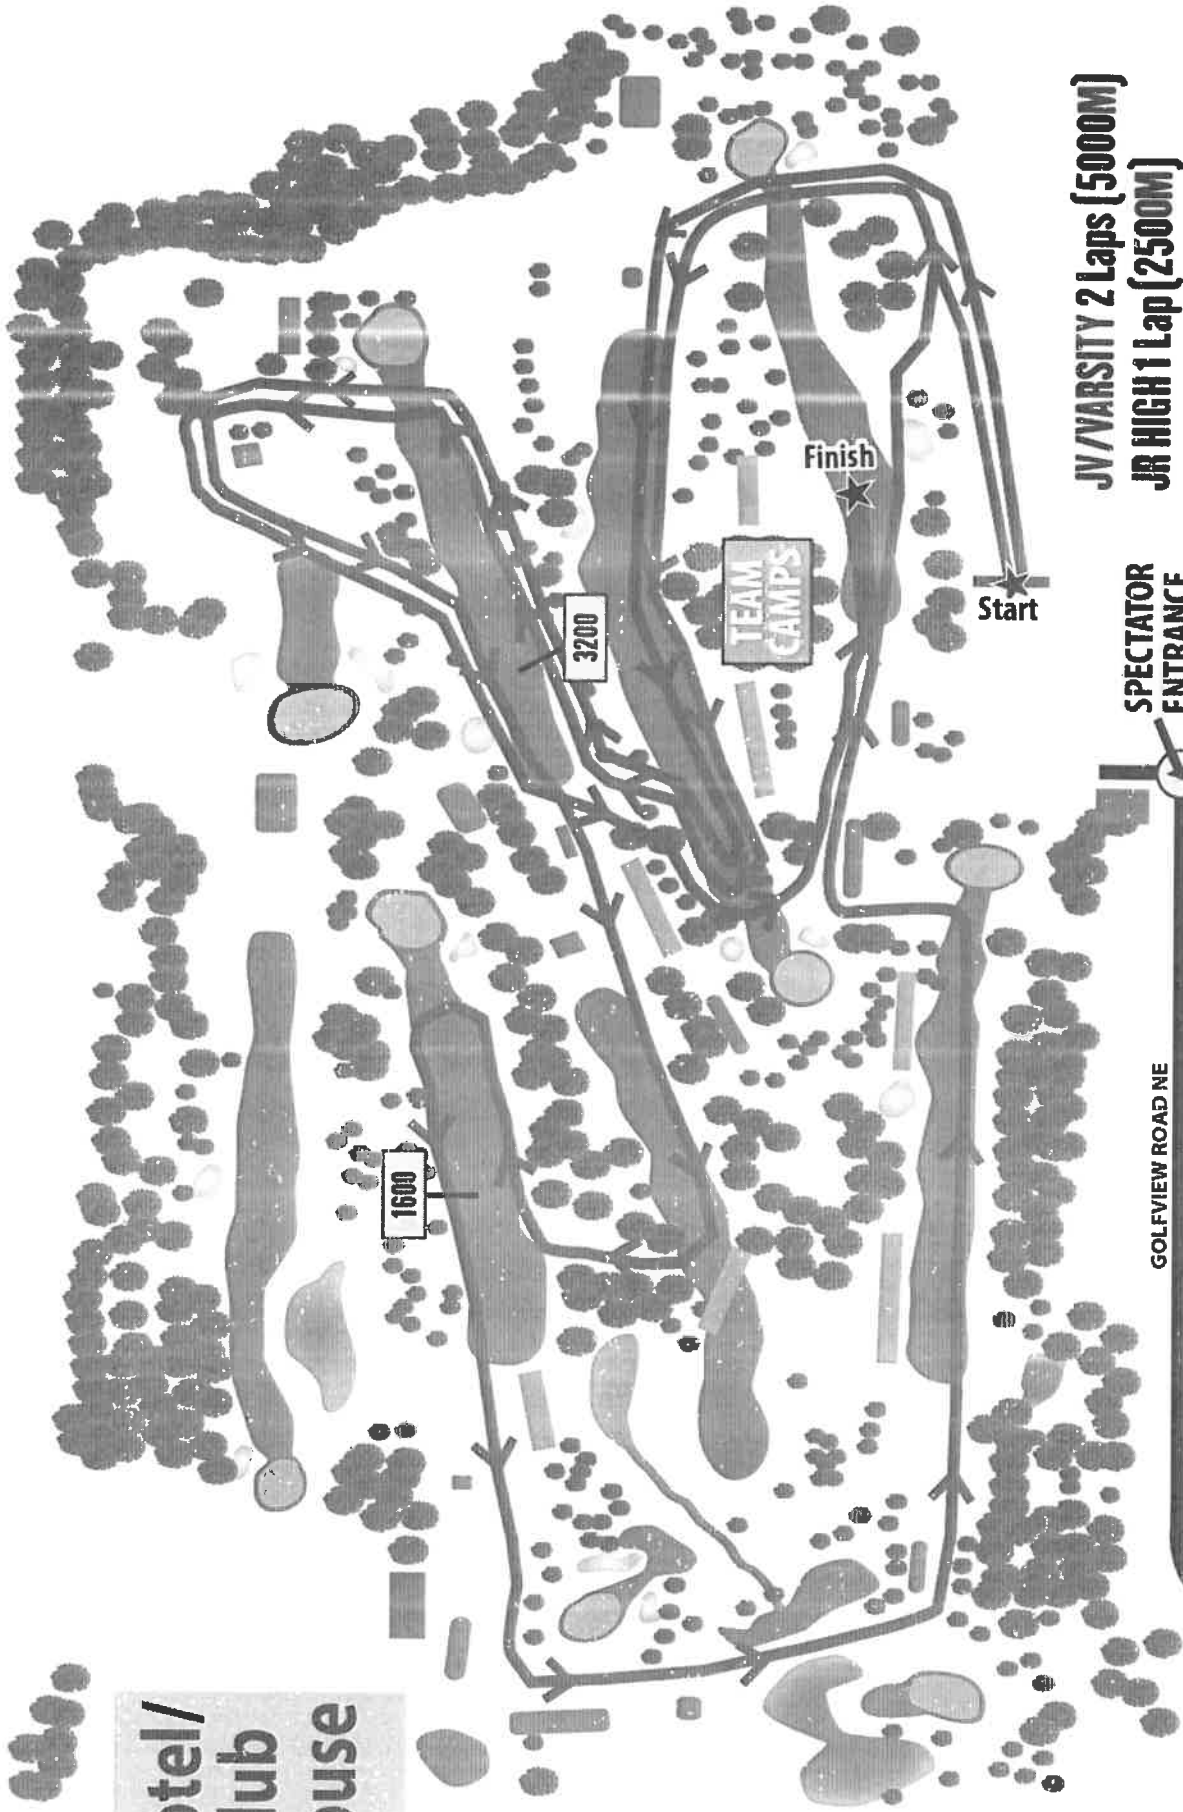 JV/VARSITY 2 Laps (5000M)
JR HIGH 1 Lap (2500M)
Finish
TEAM
CAMPS
Start
3200
SPECTATOR
ENTRANCE
1600
GOLFVIEW ROAD NE
otel/
lub
ouse